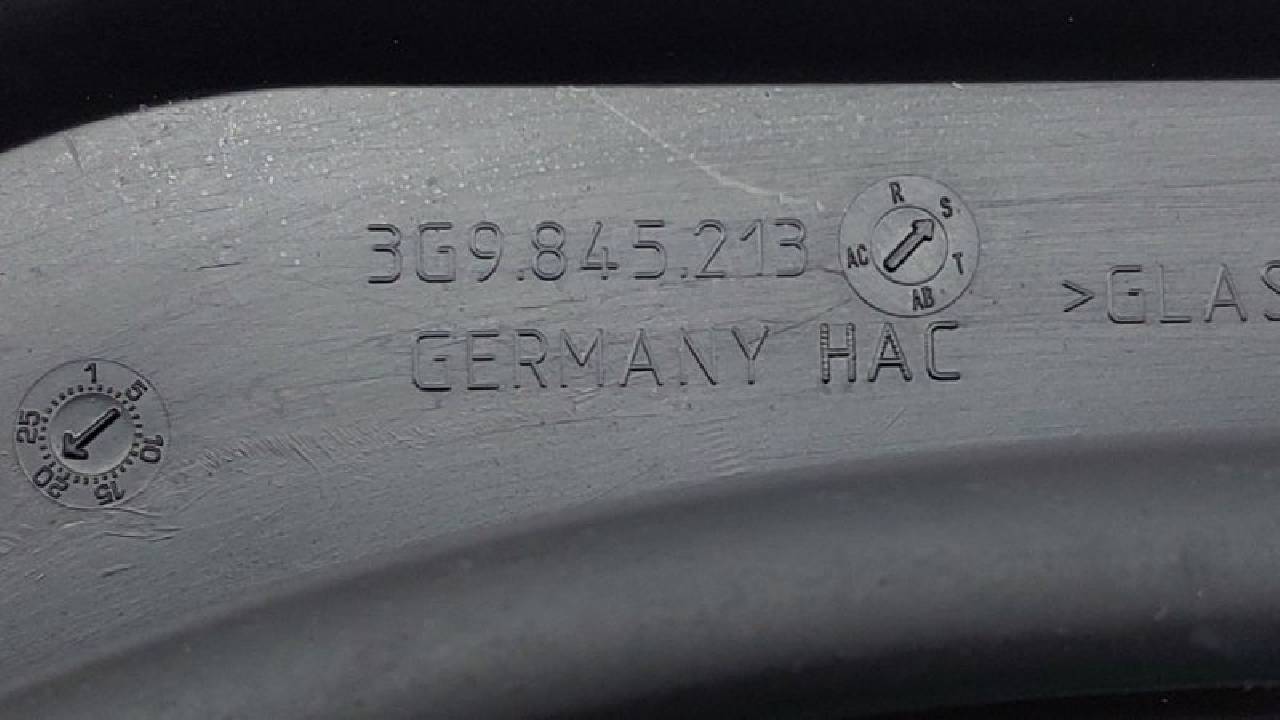 3G9.845.213
R S T AB AC
GERMANY HAC
>GLAS
1 5 10 15 20 25